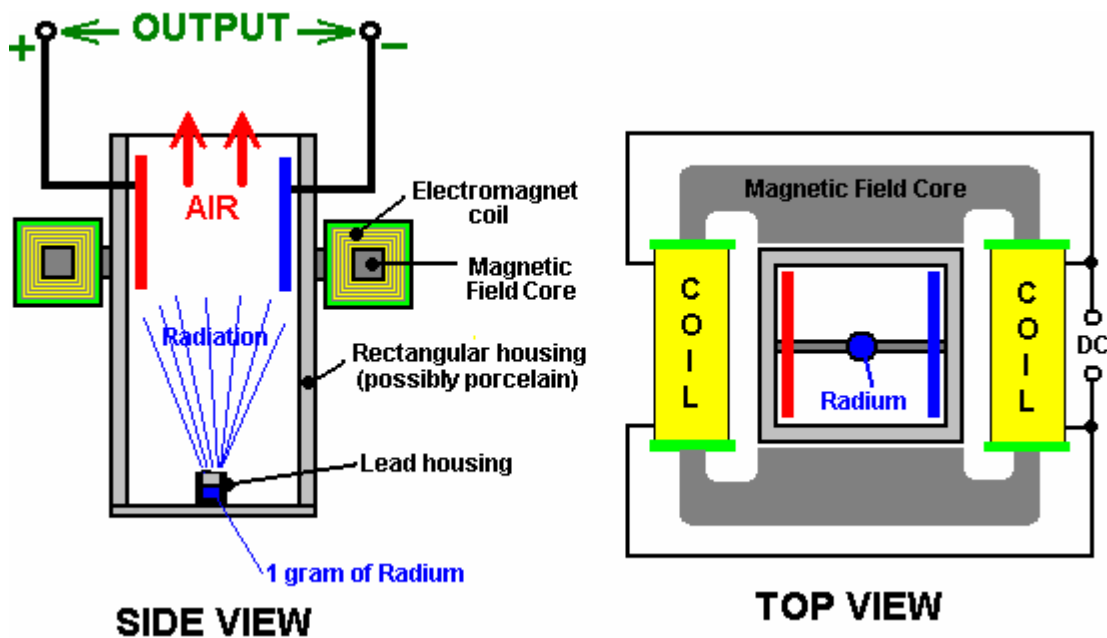 OUTPUT
+
−
AIR
Electromagnet
coil
Magnetic
Field Core
Radiation
Rectangular housing
(possibly porcelain)
Lead housing
1 gram of Radium
SIDE VIEW
Magnetic Field Core
C
O
I
L
C
O
I
L
DC
Radium
TOP VIEW